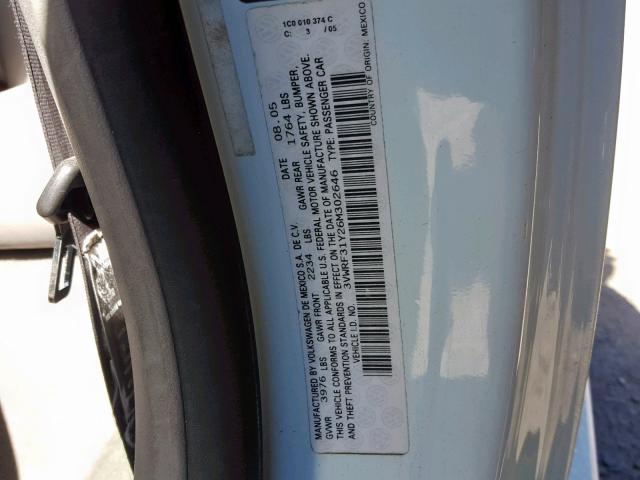 MANUFACTURED BY VOLKSWAGEN DE MEXICO S.A. DE C.V. DATE 08.05
GVWR 3976 LBS GAWR FRONT 2234 LBS GAWR REAR 1764 LBS
THIS VEHICLE CONFORMS TO ALL APPLICABLE U.S. FEDERAL MOTOR VEHICLE SAFETY, BUMPER,
AND THEFT PREVENTION STANDARDS IN EFFECT ON THE DATE OF MANUFACTURE SHOWN ABOVE.
VEHICLE I.D. NO. 3VWRF31Y26M302646 TYPE: PASSENGER CAR
COUNTRY OF ORIGIN: MEXICO
1C0 010 374 C
C 3 /05